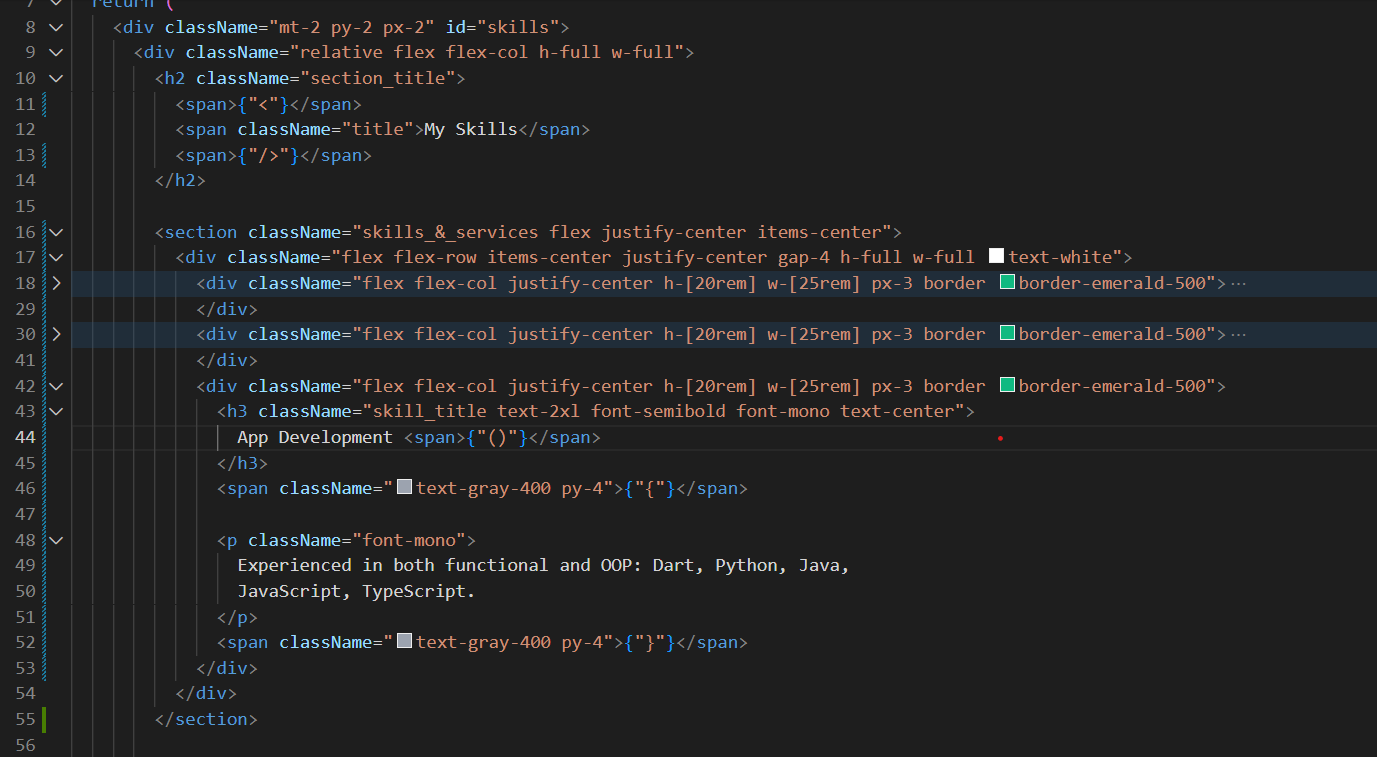 7 return (
8 <div className="mt-2 py-2 px-2" id="skills">
9 <div className="relative flex flex-col h-full w-full">
10 <h2 className="section_title">
11 <span>{"<"}</span>
12 <span className="title">My Skills</span>
13 <span>{"/>"}</span>
14 </h2>
15
16 <section className="skills_&_services flex justify-center items-center">
17 <div className="flex flex-row items-center justify-center gap-4 h-full w-full text-white">
18 <div className="flex flex-col justify-center h-[20rem] w-[25rem] px-3 border border-emerald-500">···
29 </div>
30 <div className="flex flex-col justify-center h-[20rem] w-[25rem] px-3 border border-emerald-500">···
41 </div>
42 <div className="flex flex-col justify-center h-[20rem] w-[25rem] px-3 border border-emerald-500">
43 <h3 className="skill_title text-2xl font-semibold font-mono text-center">
44 App Development <span>{"()"}</span>
45 </h3>
46 <span className="text-gray-400 py-4">{"{"}</span>
47
48 <p className="font-mono">
49 Experienced in both functional and OOP: Dart, Python, Java,
50 JavaScript, TypeScript.
51 </p>
52 <span className="text-gray-400 py-4">{"}"}</span>
53 </div>
54 </div>
55 </section>
56